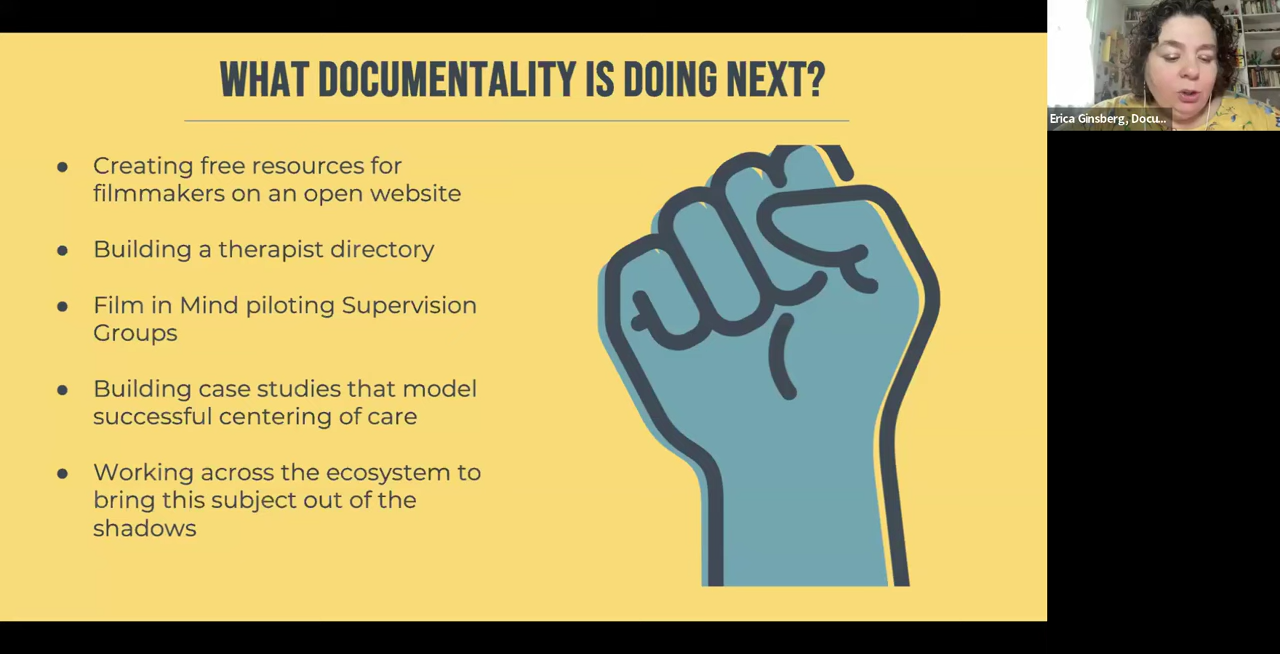 WHAT DOCUMENTALITY IS DOING NEXT?
Erica Ginsberg, Docu...
● Creating free resources for
filmmakers on an open website
● Building a therapist directory
● Film in Mind piloting Supervision
Groups
● Building case studies that model
successful centering of care
● Working across the ecosystem to
bring this subject out of the
shadows